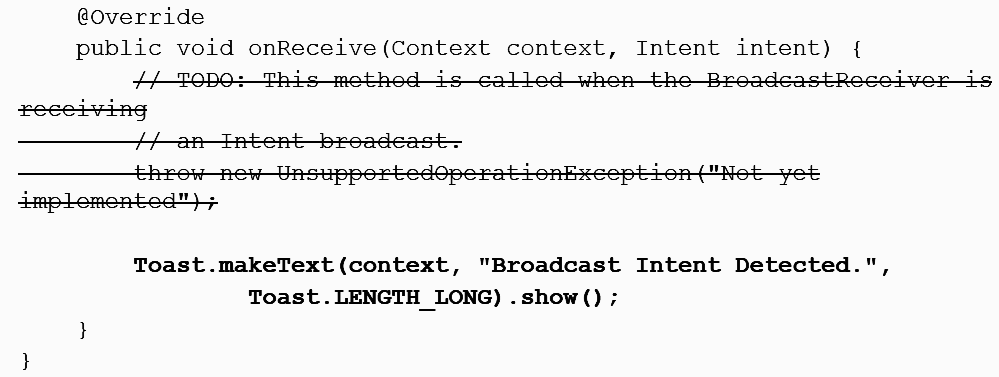 @Override
public void onReceive(Context context, Intent intent) {
// TODO: This method is called when the BroadcastReceiver is
receiving
// an Intent broadcast.
throw new UnsupportedOperationException("Not yet
implemented");
Toast.makeText(context, "Broadcast Intent Detected.",
Toast.LENGTH_LONG).show();
}
}